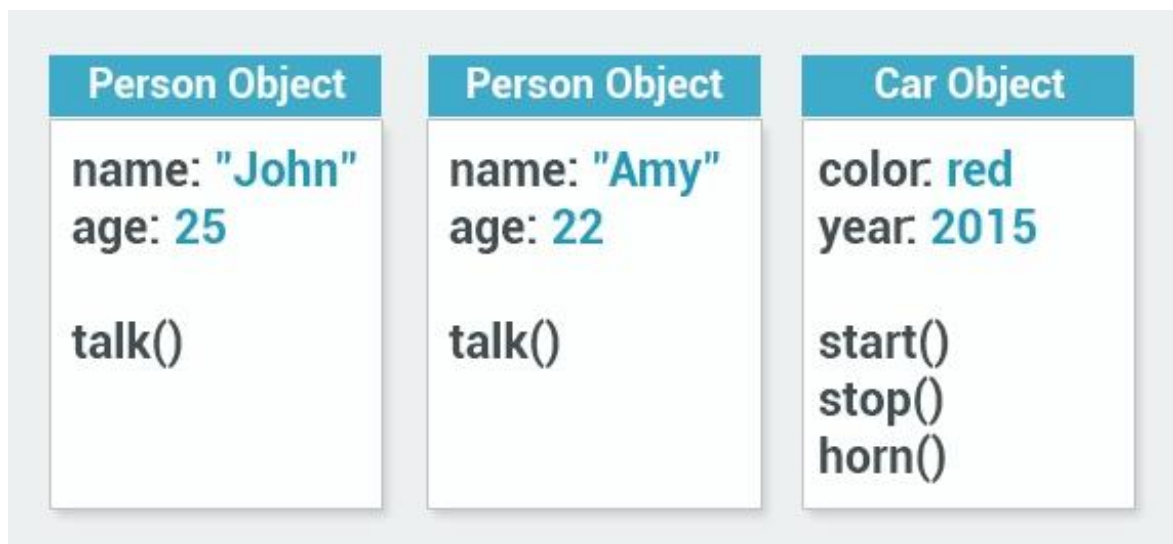 Person Object
name: "John"
age: 25
talk()
Person Object
name: "Amy"
age: 22
talk()
Car Object
color: red
year: 2015
start()
stop()
horn()